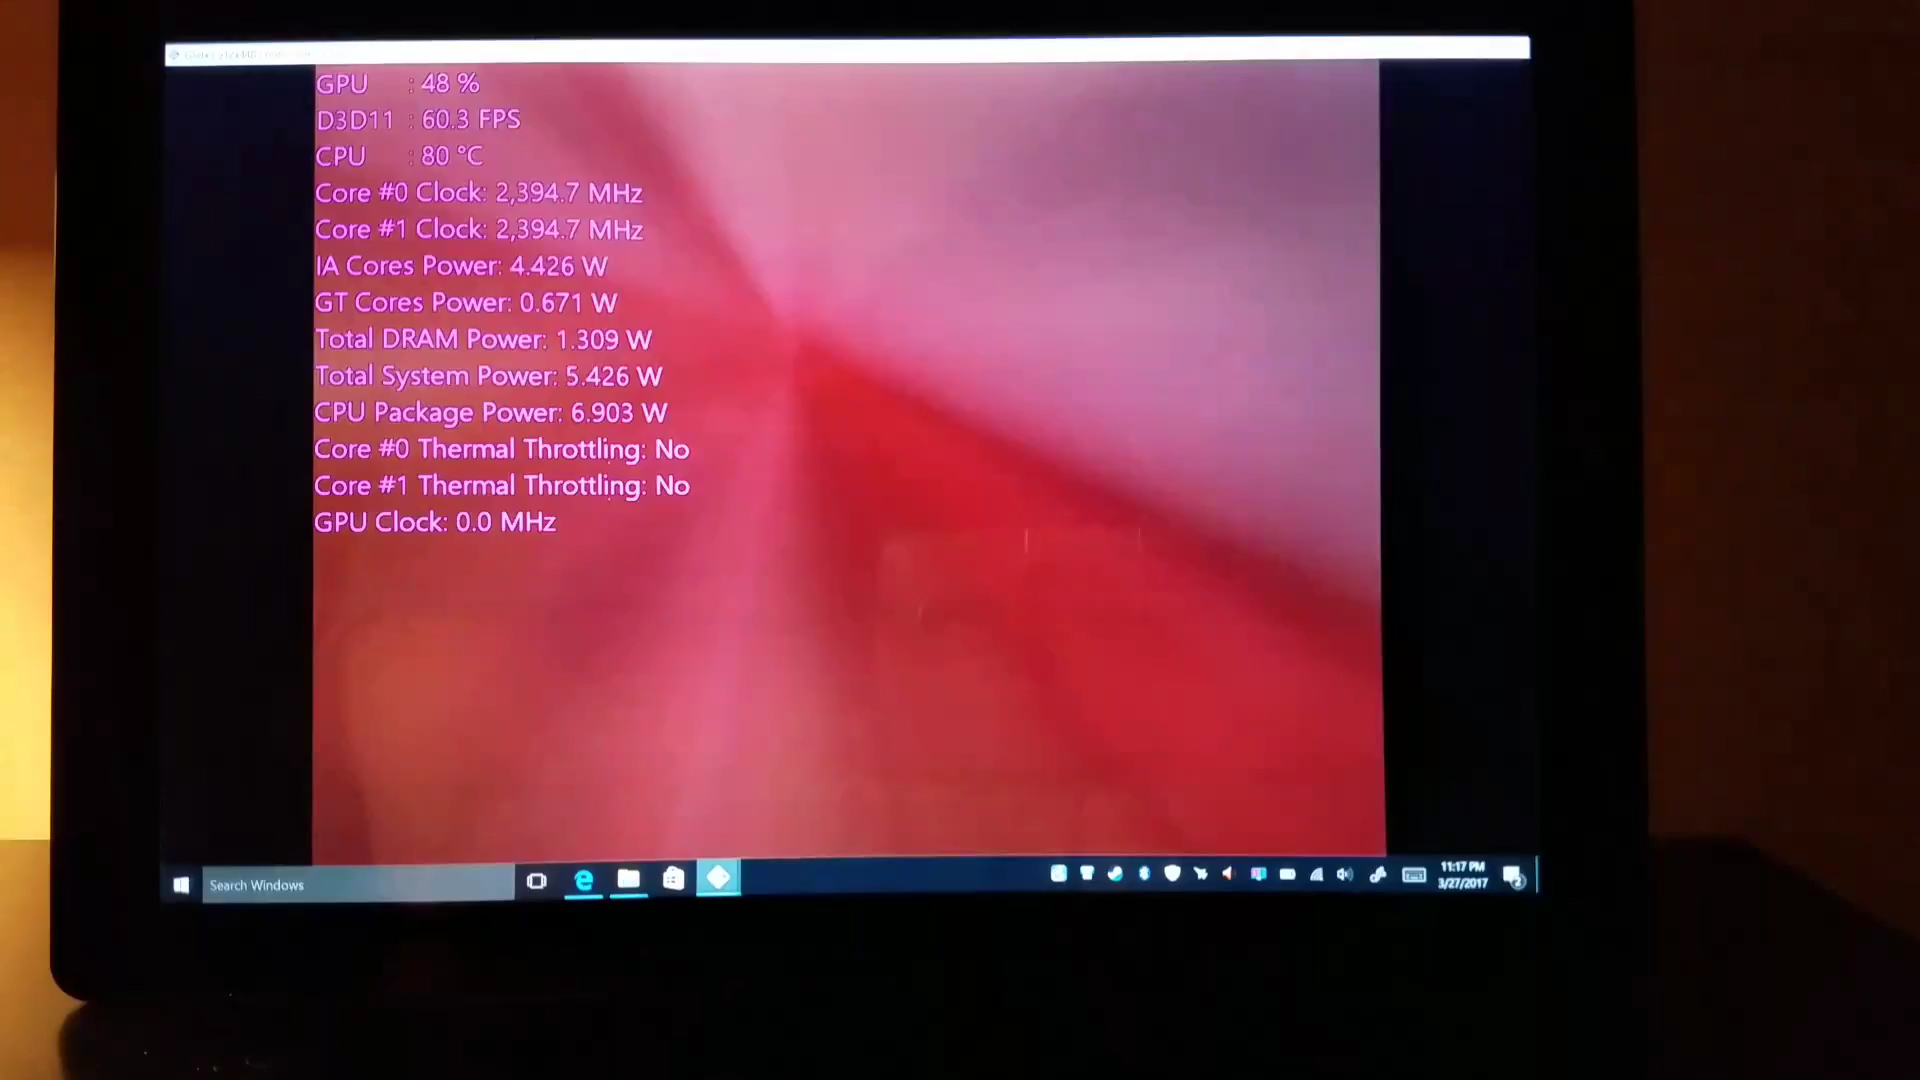 GPU : 48 %
D3D11 : 60.3 FPS
CPU : 80 °C
Core #0 Clock: 2,394.7 MHz
Core #1 Clock: 2,394.7 MHz
IA Cores Power: 4.426 W
GT Cores Power: 0.671 W
Total DRAM Power: 1.309 W
Total System Power: 5.426 W
CPU Package Power: 6.903 W
Core #0 Thermal Throttling: No
Core #1 Thermal Throttling: No
GPU Clock: 0.0 MHz
Search Windows
11:17 PM
3/27/2017
2